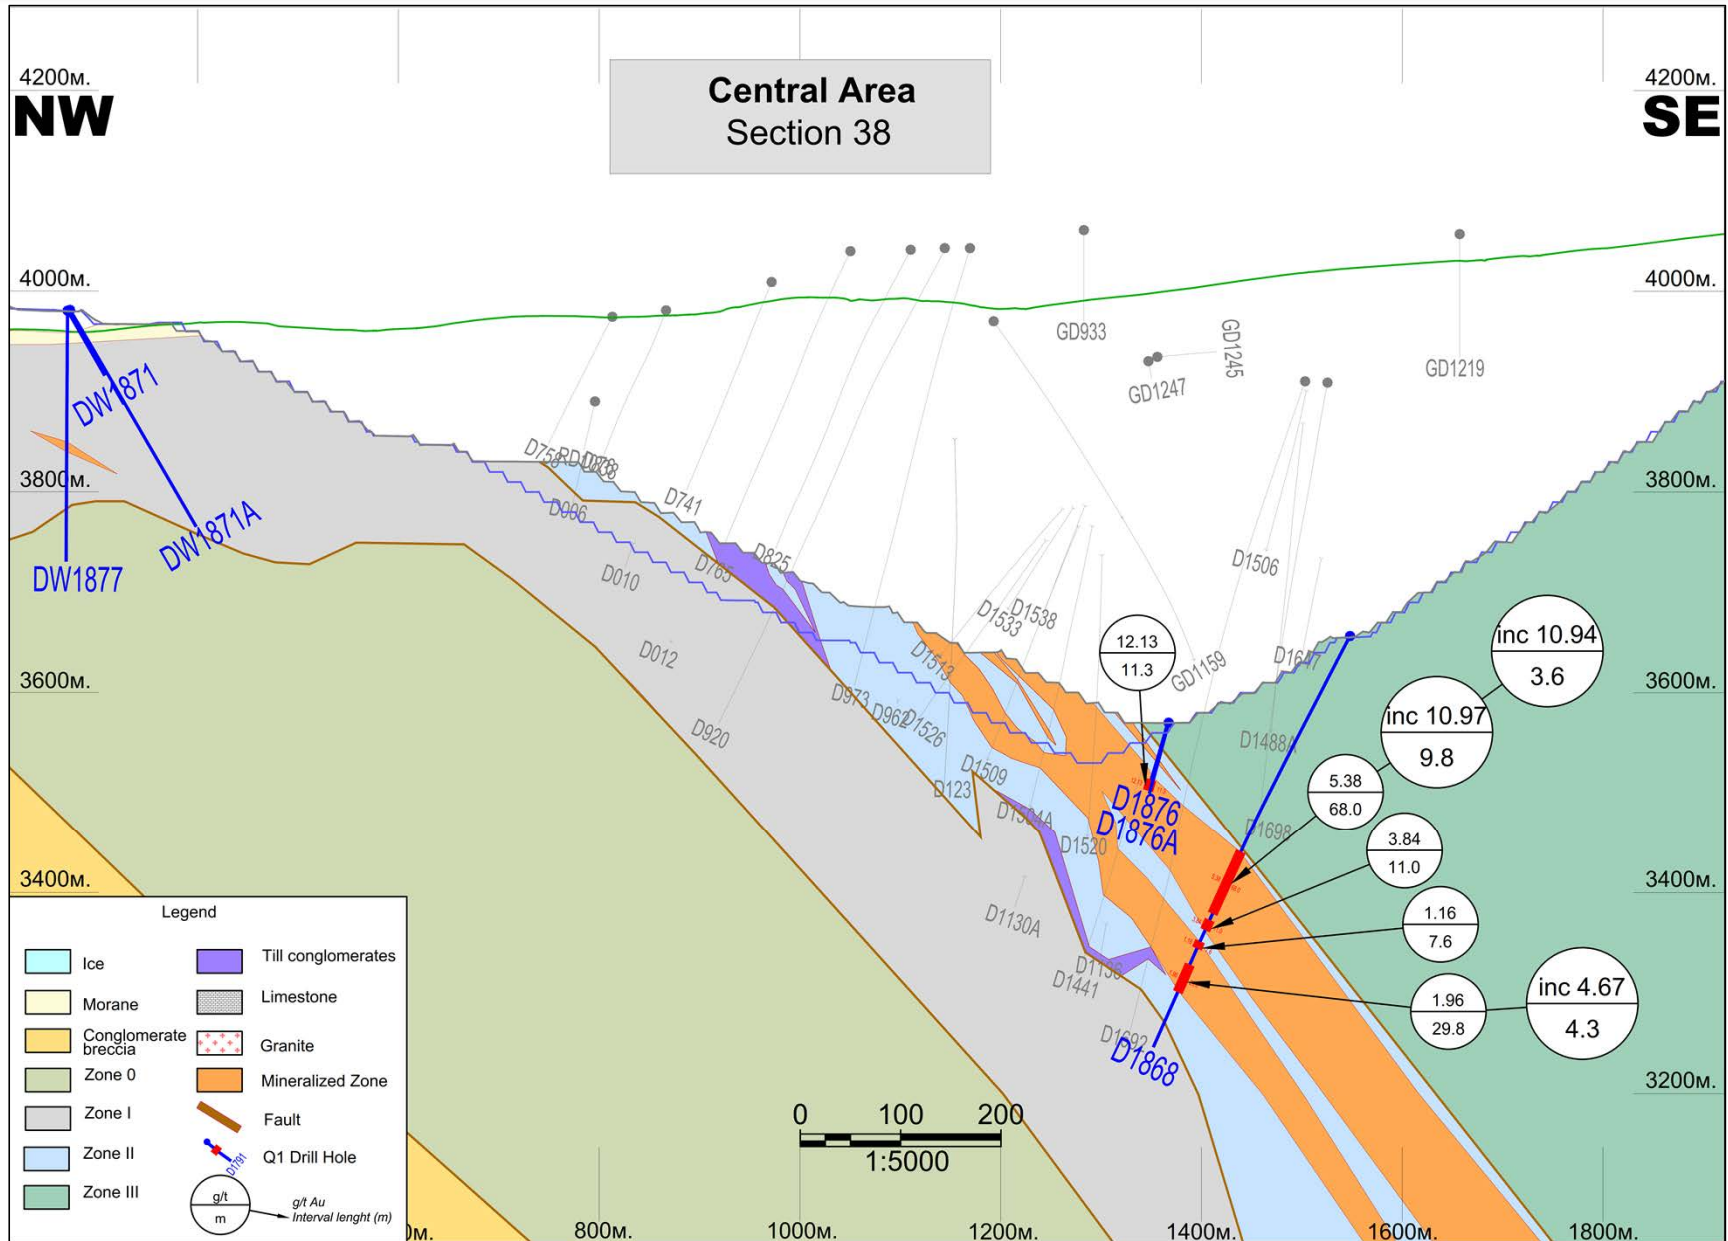 Central Area
Section 38
4200м.
4200м.
NW
SE
4000м.
4000м.
3800м.
3800м.
3600м.
3600м.
3400м.
3400м.
3200м.
DW1871
DW1871A
DW1877
D758
D006
D741
D010
D765
D825
D012
D920
D973
D962
D1526
D1513
D1533
D1538
D123
D1509
D1504A
D1520
D1130A
D1441
D1692
GD933
GD1247
GD1245
GD1219
GD1159
D1506
D1647
D1488A
D1698
D1876
D1876A
D1868
12.13
11.3
inc 10.94
3.6
inc 10.97
9.8
5.38
68.0
3.84
11.0
1.16
7.6
1.96
29.8
inc 4.67
4.3
Legend
Ice
Morane
Conglomerate
breccia
Zone 0
Zone I
Zone II
Zone III
Till conglomerates
Limestone
Granite
Mineralized Zone
Fault
D1791
Q1 Drill Hole
g/t
m
g/t Au
Interval lenght (m)
0 100 200
1:5000
800м.
1000м.
1200м.
1400м.
1600м.
1800м.